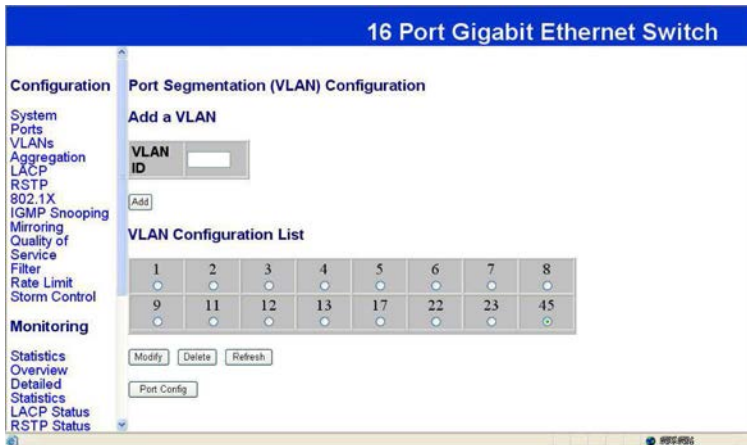 16 Port Gigabit Ethernet Switch
Configuration
System
Ports
VLANs
Aggregation
LACP
RSTP
802.1X
IGMP Snooping
Mirroring
Quality of
Service
Filter
Rate Limit
Storm Control
Monitoring
Statistics
Overview
Detailed
Statistics
LACP Status
RSTP Status
Port Segmentation (VLAN) Configuration
Add a VLAN
VLAN
ID
Add
VLAN Configuration List
1 2 3 4 5 6 7 8
9 11 12 13 17 22 23 45
Modify Delete Refresh
Port Config